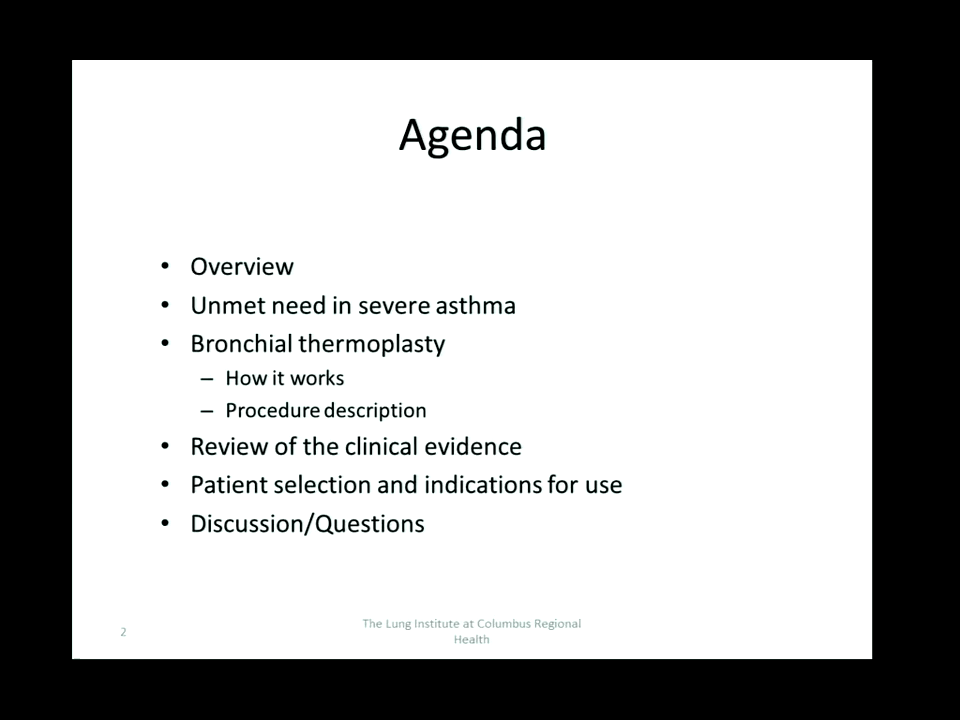 Agenda
• Overview
• Unmet need in severe asthma
• Bronchial thermoplasty
– How it works
– Procedure description
• Review of the clinical evidence
• Patient selection and indications for use
• Discussion/Questions
2
The Lung Institute at Columbus Regional
Health